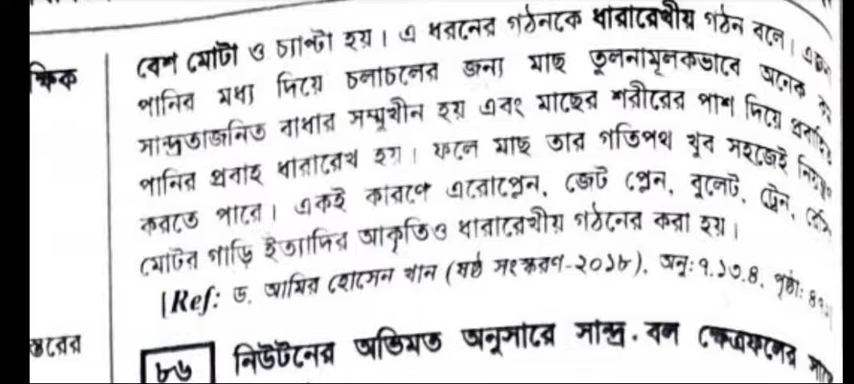 বেশ মোটা ও চ্যাপ্টা হয়। এ ধরনের গঠনকে ধারারেখীয় গঠন বলে।
ক্ষিক
পানির মধ্য দিয়ে চলাচলের জন্য মাছ তুলনামূলকভাবে অনেক
সান্দ্রতাজনিত বাধার সম্মুখীন হয় এবং মাছের শরীরের পাশ দিয়ে
পানির প্রবাহ ধারারেখ হয়। ফলে মাছ তার গতিপথ খুব সহজেই
করতে পারে। একই কারণে এরোপ্লেন, জেট প্লেন, বুলেট, ট্রেন,
মোটর গাড়ি ইত্যাদির আকৃতিও ধারারেখীয় গঠনের করা হয়।
[Ref: ড. আমির হোসেন খান (ষষ্ঠ সংস্করণ-২০১৮), অনু: ৭.১৩.৪, পৃষ্ঠা:
স্তরের
৮৬ নিউটনের অভিমত অনুসারে সান্দ্র বল ক্ষেত্রফলের